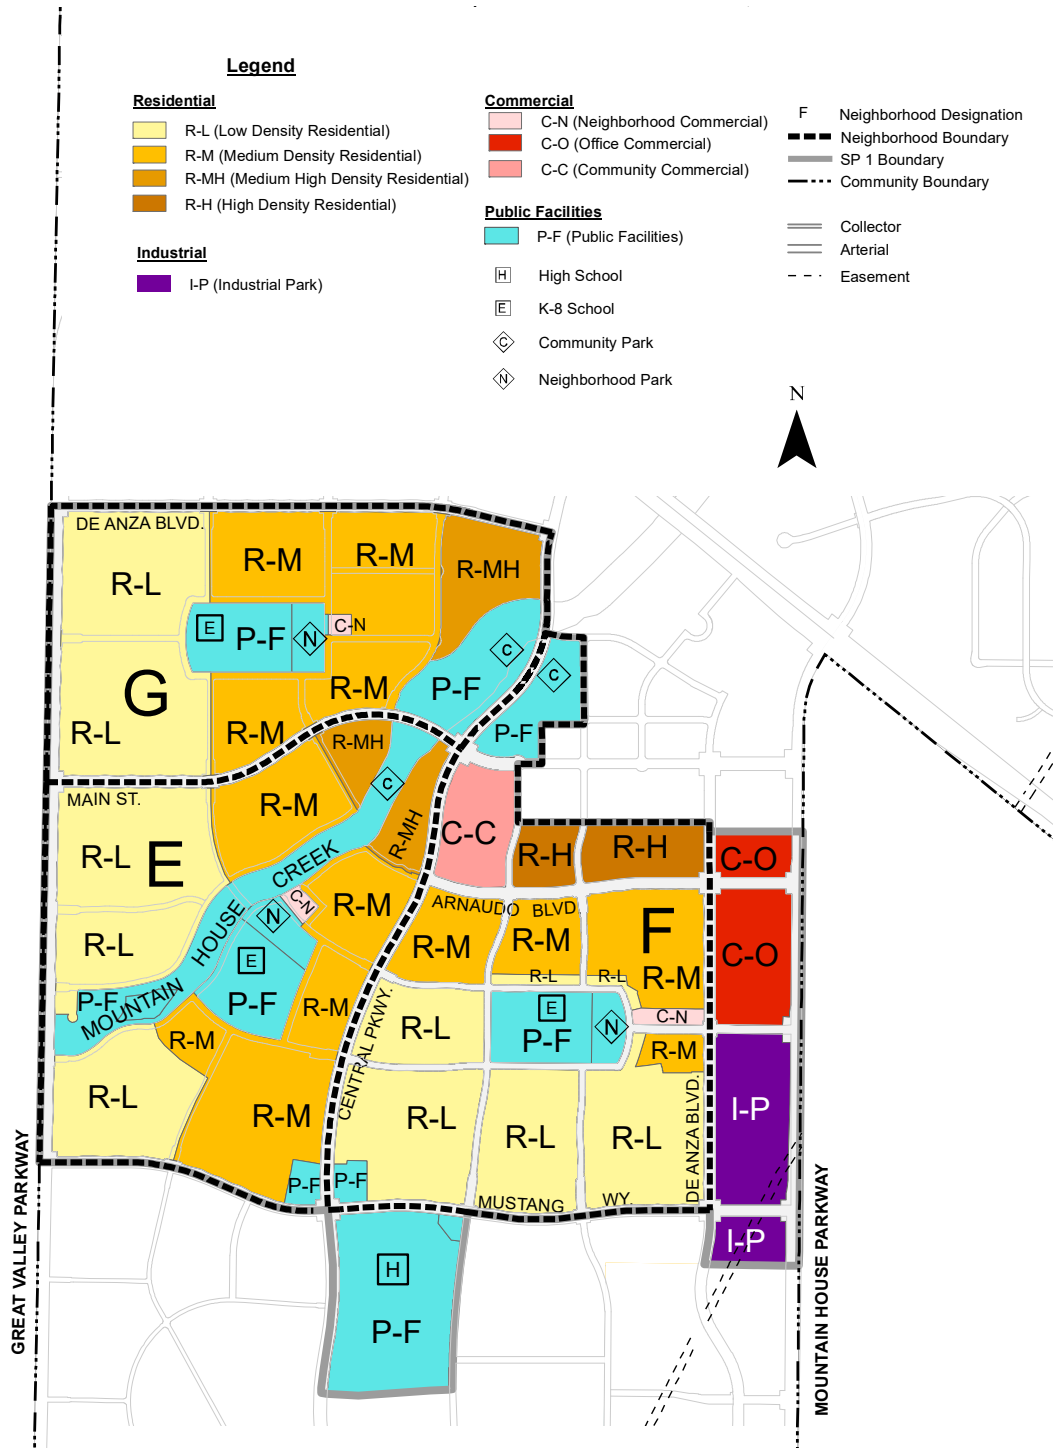 Legend
Residential
R-L (Low Density Residential)
R-M (Medium Density Residential)
R-MH (Medium High Density Residential)
R-H (High Density Residential)
Industrial
I-P (Industrial Park)
Commercial
C-N (Neighborhood Commercial)
C-O (Office Commercial)
C-C (Community Commercial)
Public Facilities
P-F (Public Facilities)
H High School
E K-8 School
C Community Park
N Neighborhood Park
F Neighborhood Designation
Neighborhood Boundary
SP 1 Boundary
Community Boundary
Collector
Arterial
Easement
N
DE ANZA BLVD.
R-L
R-M
R-M
R-MH
E
P-F
N
C-N
C
G
R-M
P-F
C
P-F
R-L
R-M
R-MH
MAIN ST.
R-M
C
R-L
E
R-MH
C-C
R-H
R-H
C-O
CREEK
C-N
R-M
ARNAUDO BLVD.
F
HOUSE
N
R-L
R-M
R-M
C-O
E
R-L
R-L
R-M
P-F
MOUNTAIN
P-F
R-M
CENTRAL PKWY.
R-L
E
P-F
N
C-N
R-M
R-M
R-L
R-M
R-L
R-L
R-L
DE ANZA BLVD.
I-P
P-F
P-F
MUSTANG WY.
I-P
H
P-F
GREAT VALLEY PARKWAY
MOUNTAIN HOUSE PARKWAY